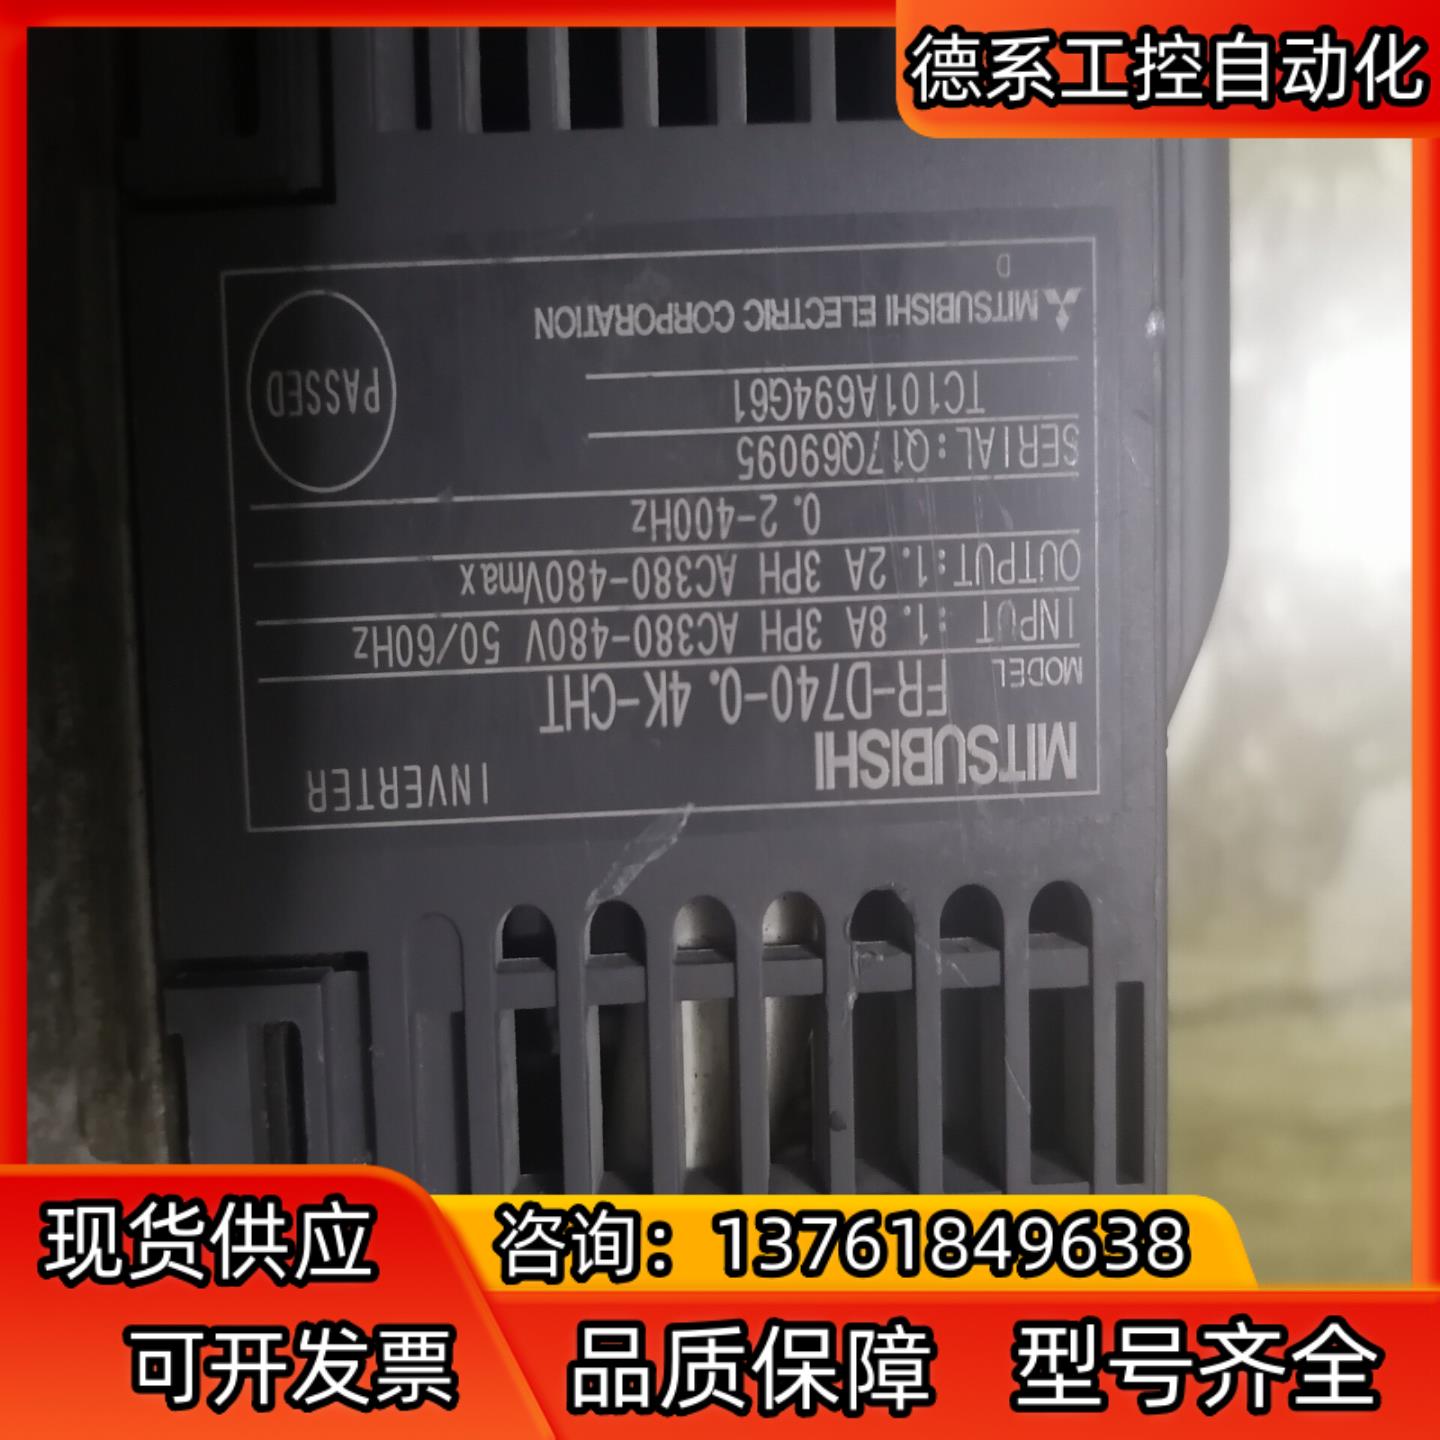 德系工控自动化
MITSUBISHI
INVERTER
MODEL FR-D740-0.4K-CHT
INPUT :1.8A 3PH AC380-480V 50/60Hz
OUTPUT:1.2A 3PH AC380-480Vmax
0.2-400Hz
SERIAL:Q17Q69095
TC101A694G61
PASSED
MITSUBISHI ELECTRIC CORPORATION
D
现货供应
咨询：13761849638
可开发票
品质保障
型号齐全